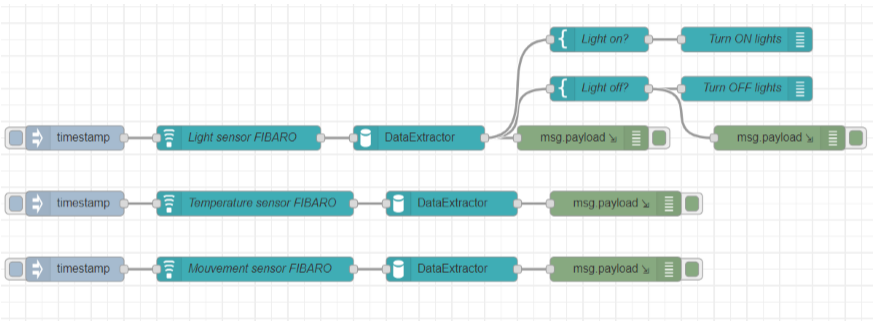 Light on?
Turn ON lights
Light off?
Turn OFF lights
timestamp
Light sensor FIBARO
DataExtractor
msg.payload
msg.payload
timestamp
Temperature sensor FIBARO
DataExtractor
msg.payload
timestamp
Mouvement sensor FIBARO
DataExtractor
msg.payload